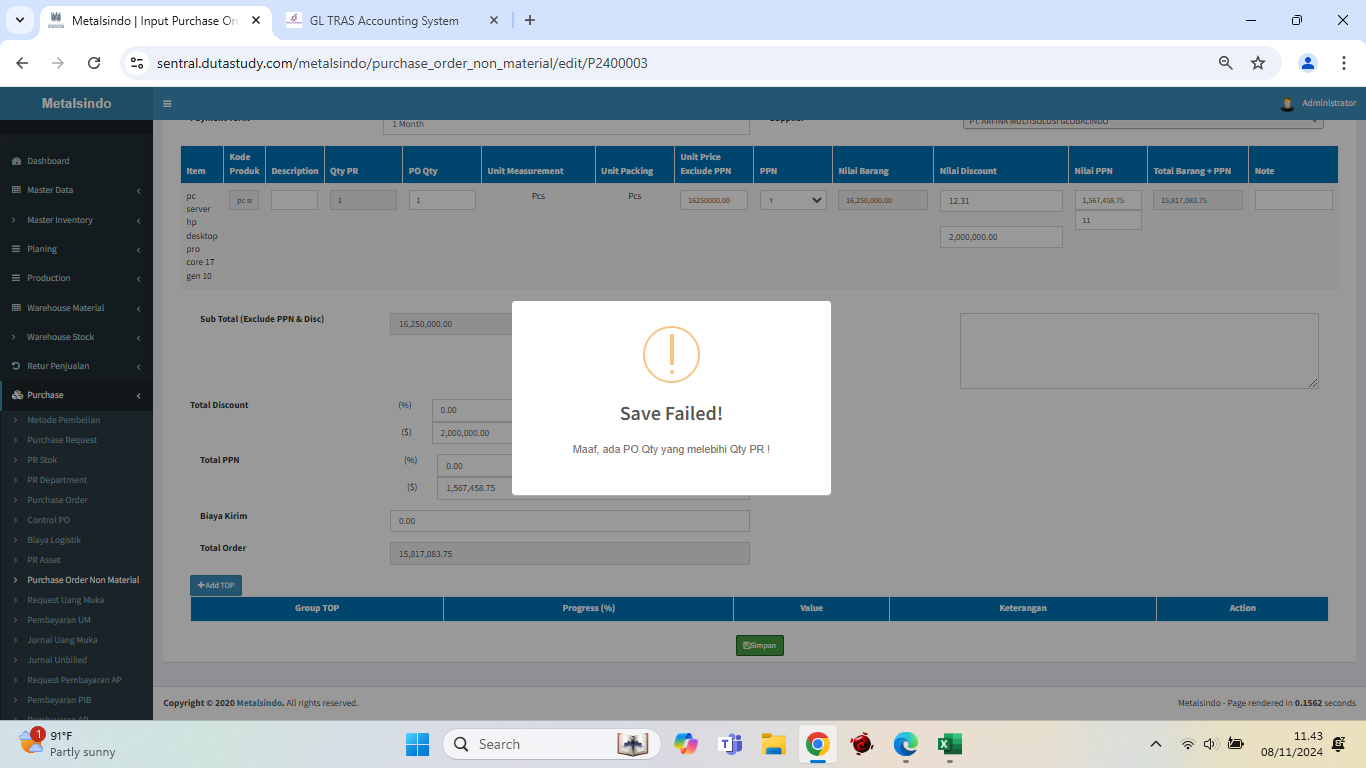 Metalsindo | Input Purchase Or
GL TRAS Accounting System
sentral.dutastudy.com/metalsindo/purchase_order_non_material/edit/P2400003
Metalsindo
Administrator
1 Month
PT. ARFINA MULTISOLUSI GLOBALINDO
Item
Kode Produk
Description
Qty PR
PO Qty
Unit Measurement
Unit Packing
Unit Price Exclude PPN
PPN
Nilai Barang
Nilai Discount
Nilai PPN
Total Barang + PPN
Note
pc
server
hp
desktop
pro
core 17
gen 10
pc se
1
1
Pcs
Pcs
16250000.00
Y
16,250,000.00
12.31
2,000,000.00
1,567,458.75
11
15,817,083.75
Sub Total (Exclude PPN & Disc)
16,250,000.00
Total Discount
(%)
0.00
($)
2,000,000.00
Total PPN
(%)
0.00
($)
1,567,458.75
Biaya Kirim
0.00
Total Order
15,817,083.75
Add TOP
Group TOP
Progress (%)
Value
Keterangan
Action
Simpan
Save Failed!
Maaf, ada PO Qty yang melebihi Qty PR !
Dashboard
Master Data
Master Inventory
Planing
Production
Warehouse Material
Warehouse Stock
Retur Penjualan
Purchase
Metode Pembelian
Purchase Request
PR Stok
PR Department
Purchase Order
Control PO
Biaya Logistik
PR Asset
Purchase Order Non Material
Request Uang Muka
Pembayaran UM
Jurnal Uang Muka
Jurnal Unbilled
Request Pembayaran AP
Pembayaran PIB
Copyright © 2020 Metalsindo. All rights reserved.
Metalsindo - Page rendered in 0.1562 seconds
1
91°F
Partly sunny
Search
11.43
08/11/2024